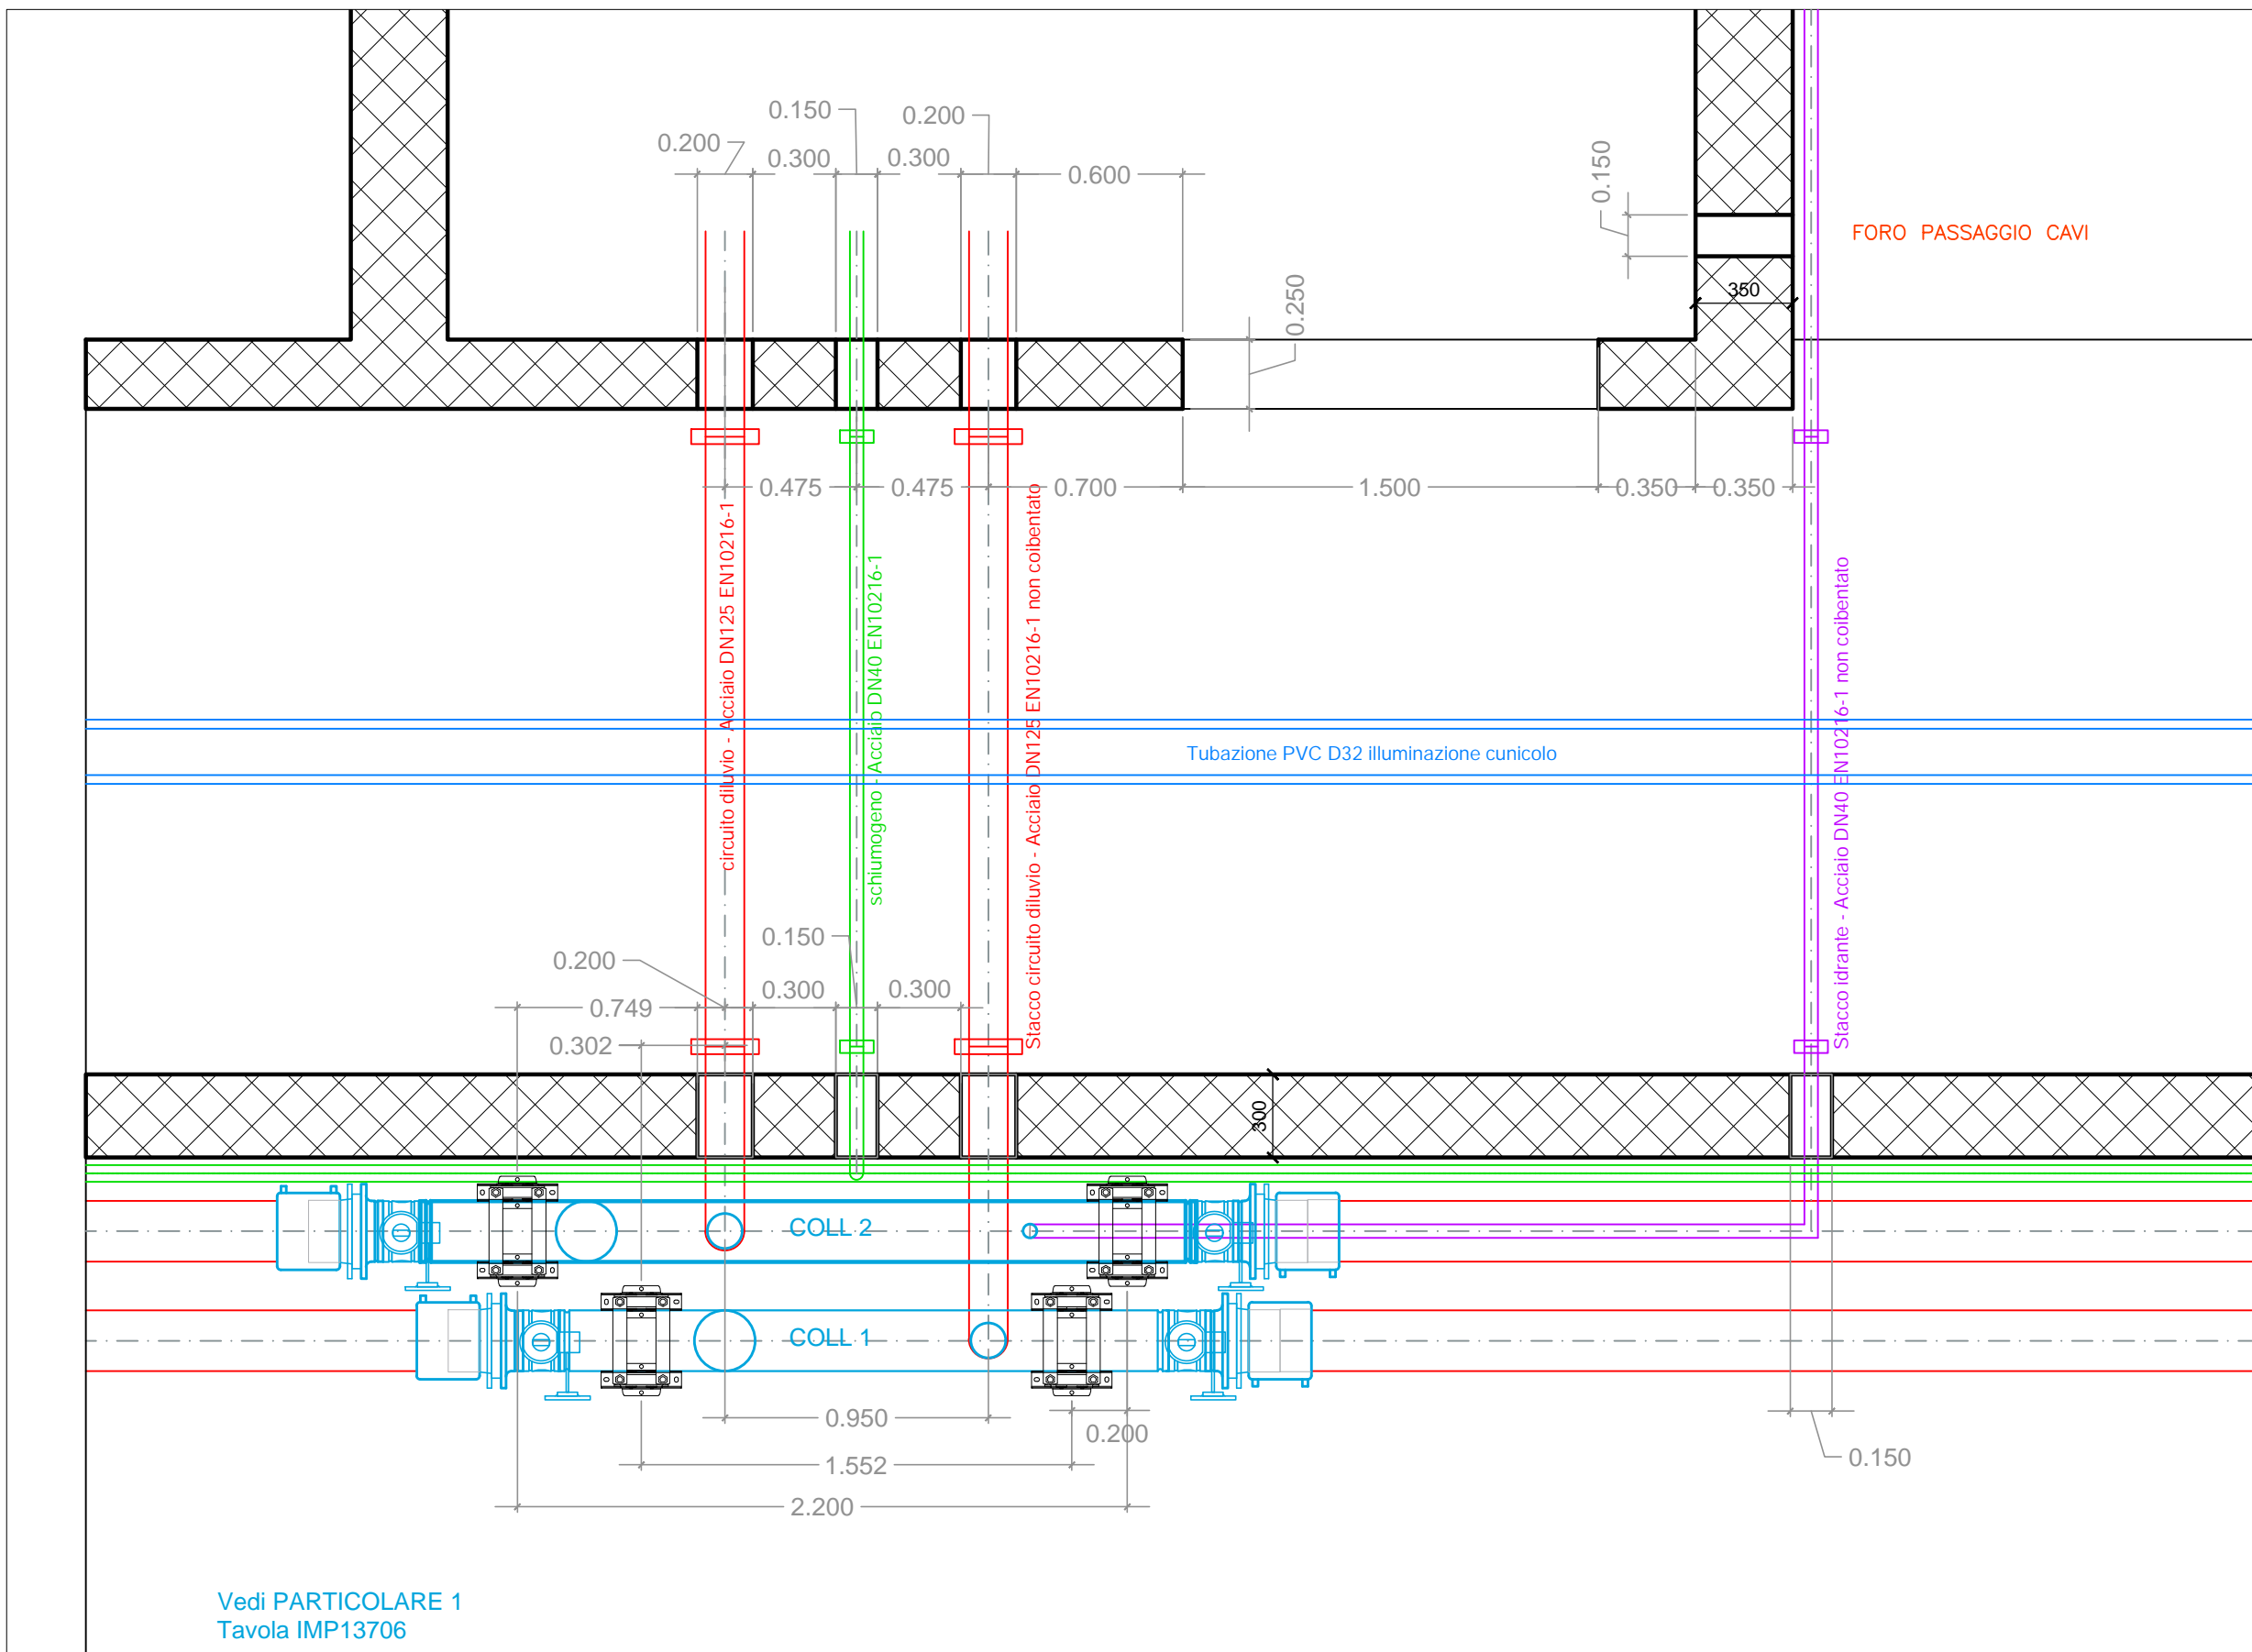 0.150
0.200
0.200
0.300
0.300
0.600
0.150
FORO PASSAGGIO CAVI
350
0.250
0.475
0.475
0.700
1.500
0.350
0.350
circuito diluvio - Acciaio DN125 EN10216-1
schiumogeno - Acciaio DN40 EN10216-1
Stacco circuito diluvio - Acciaio DN125 EN10216-1 non coibentato
Stacco idrante - Acciaio DN40 EN10216-1 non coibentato
Tubazione PVC D32 illuminazione cunicolo
0.150
0.200
0.300
0.300
0.749
0.302
300
COLL 2
COLL 1
0.950
0.200
1.552
0.150
2.200
Vedi PARTICOLARE 1
Tavola IMP13706